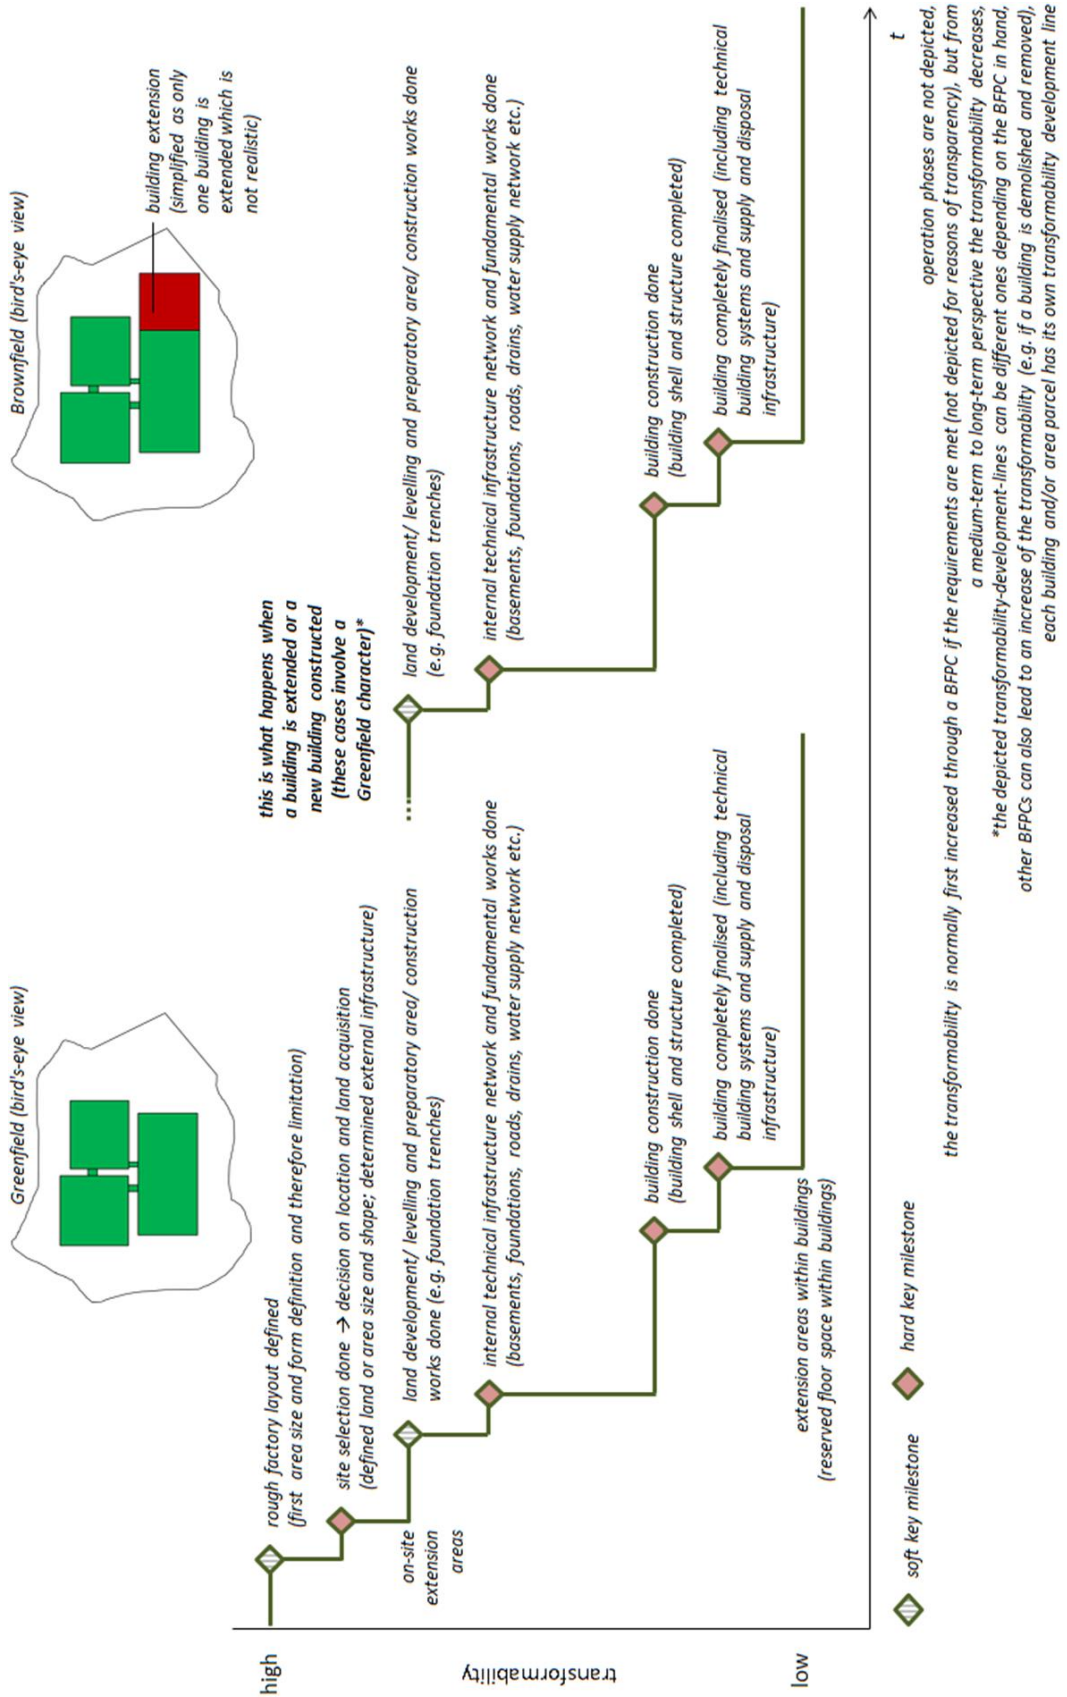 Greenfield (bird's-eye view)
Brownfield (bird's-eye view)
building extension
(simplified as only
one building is
extended which is
not realistic)
high
transformability
low
rough factory layout defined
(first area size and form definition and therefore limitation)
site selection done → decision on location and land acquisition
(defined land or area size and shape; determined external infrastructure)
on-site
extension
areas
land development/ levelling and preparatory area/ construction
works done (e.g. foundation trenches)
internal technical infrastructure network and fundamental works done
(basements, foundations, roads, drains, water supply network etc.)
building construction done
(building shell and structure completed)
building completely finalised (including technical
building systems and supply and disposal
infrastructure)
extension areas within buildings
(reserved floor space within buildings)
this is what happens when
a building is extended or a
new building constructed
(these cases involve a
Greenfield character)*
land development/ levelling and preparatory area/ construction works done
(e.g. foundation trenches)
internal technical infrastructure network and fundamental works done
(basements, foundations, roads, drains, water supply network etc.)
building construction done
(building shell and structure completed)
building completely finalised (including technical
building systems and supply and disposal
infrastructure)
t
soft key milestone
hard key milestone
operation phases are not depicted,
the transformability is normally first increased through a BFPC if the requirements are met (not depicted for reasons of transparency), but from
a medium-term to long-term perspective the transformability decreases,
*the depicted transformability-development-lines can be different ones depending on the BFPC in hand,
other BFPCs can also lead to an increase of the transformability (e.g. if a building is demolished and removed),
each building and/or area parcel has its own transformability development line